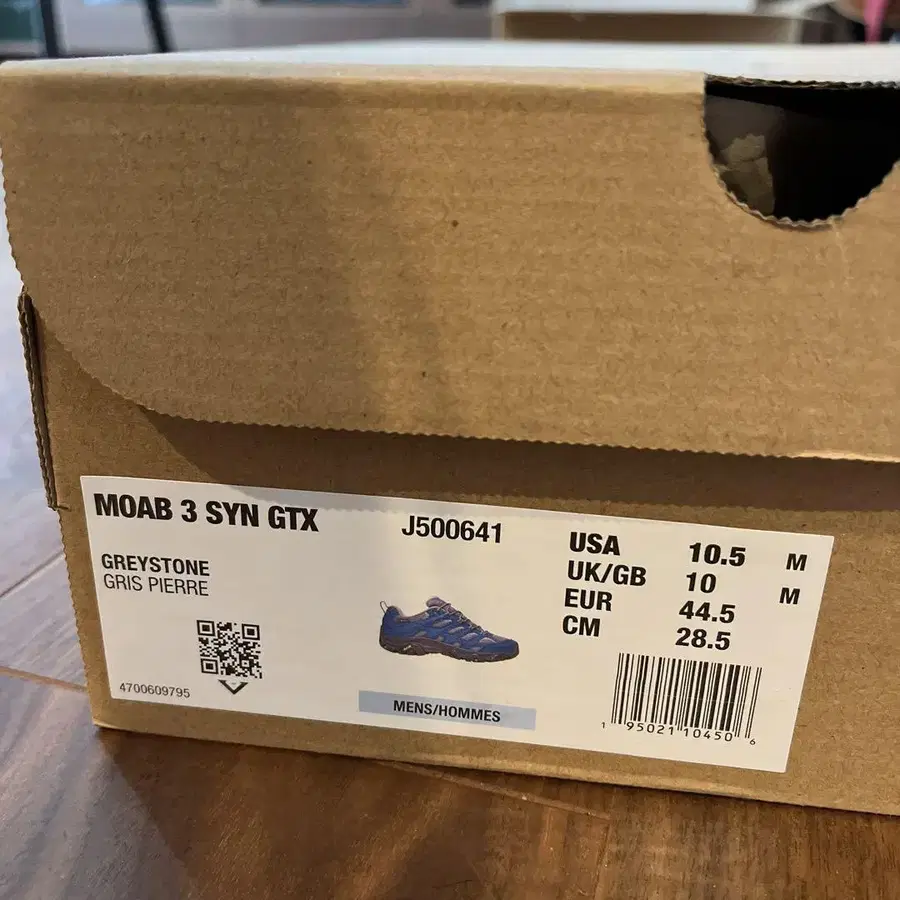 MOAB 3 SYN GTX
J500641
GREYSTONE
GRIS PIERRE
4700609795
MENS/HOMMES
USA 10.5 M
UK/GB 10 M
EUR 44.5
CM 28.5
1 95021 10450 6